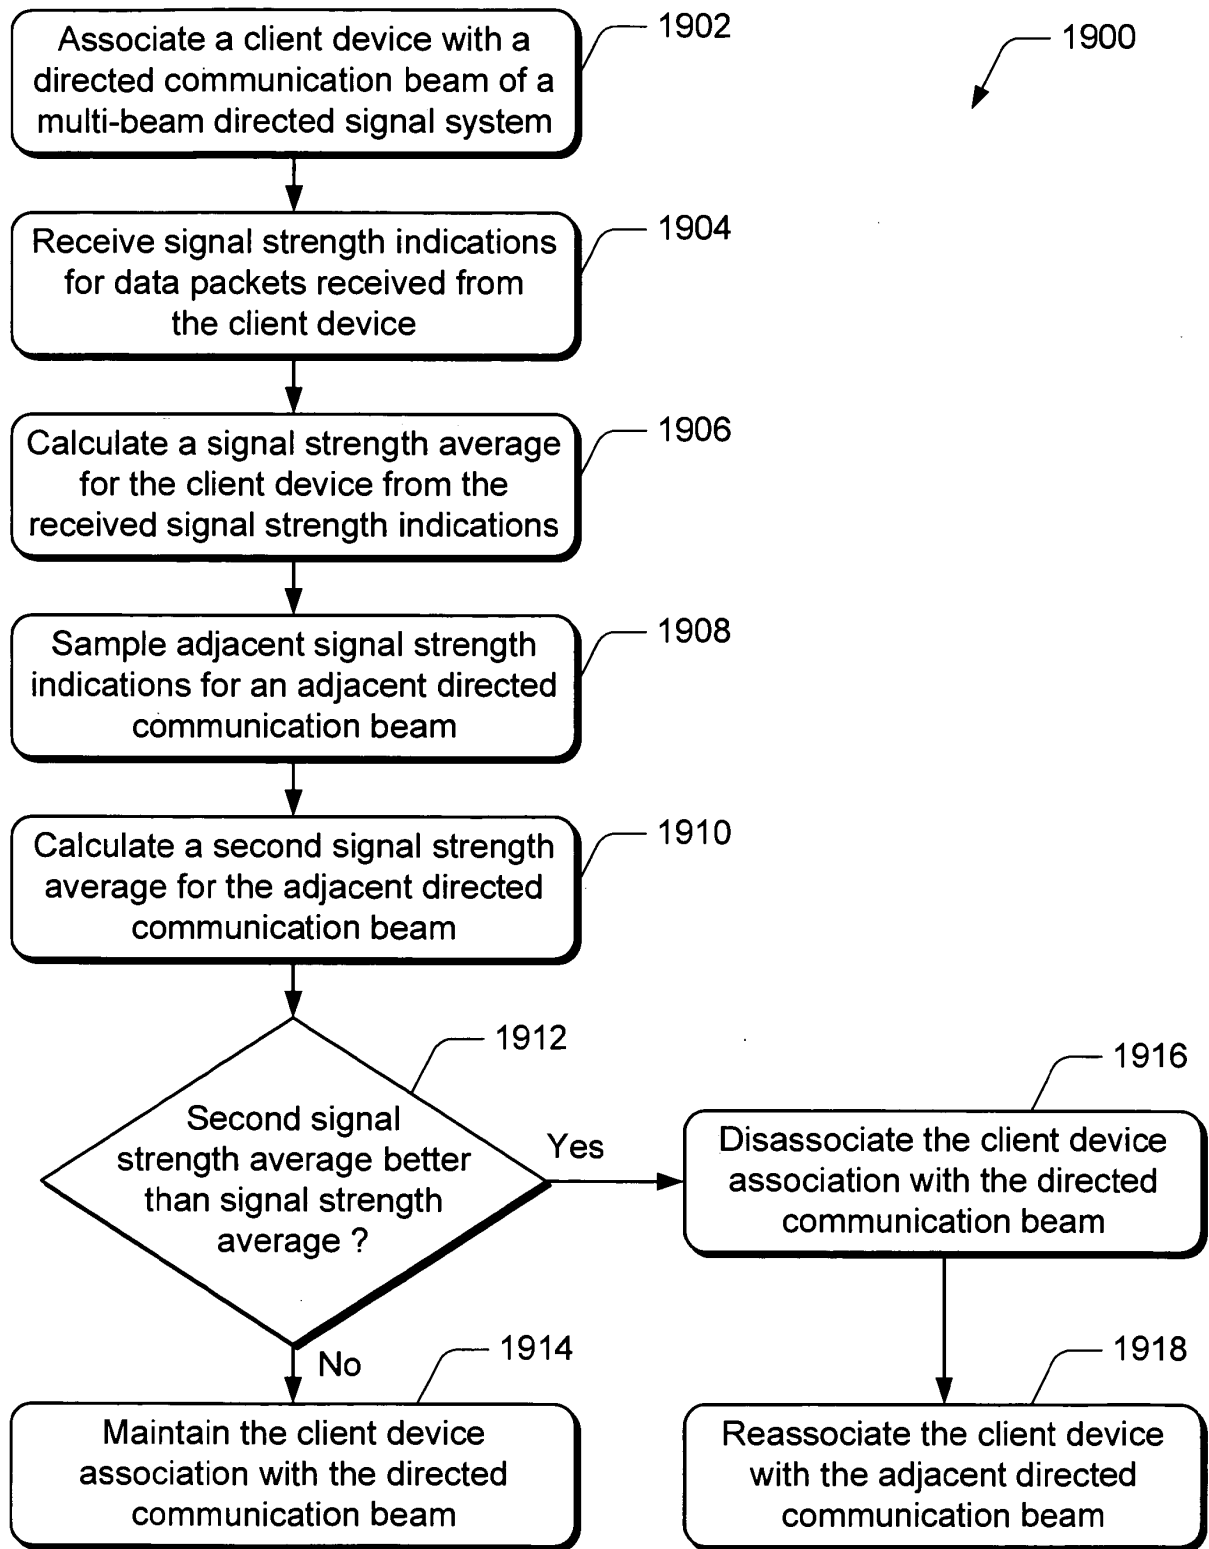 Associate a client device with a
directed communication beam of a
multi-beam directed signal system
1902
1900
Receive signal strength indications
for data packets received from
the client device
1904
Calculate a signal strength average
for the client device from the
received signal strength indications
1906
Sample adjacent signal strength
indications for an adjacent directed
communication beam
1908
Calculate a second signal strength
average for the adjacent directed
communication beam
1910
Second signal
strength average better
than signal strength
average ?
1912
Yes
No
Disassociate the client device
association with the directed
communication beam
1916
Maintain the client device
association with the directed
communication beam
1914
Reassociate the client device
with the adjacent directed
communication beam
1918